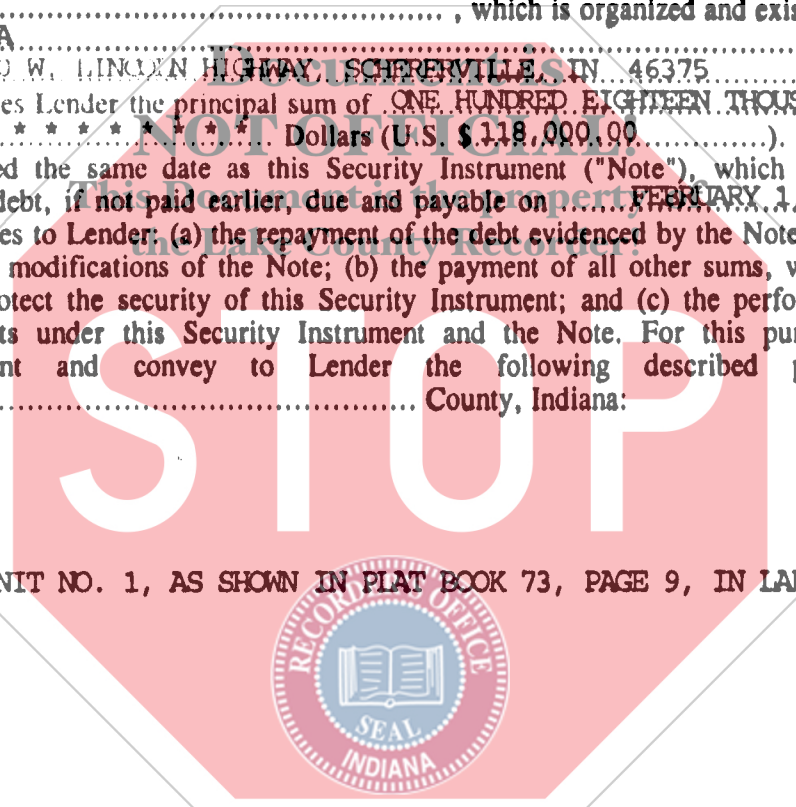 , which is organized and exis
A
W. LINCOLN HIGHWAY, SCHERERVILLE, IN 46375
es Lender the principal sum of ONE HUNDRED EIGHTEEN THOUS
* * * * * * * * Dollars (U.S. $ 118,000.00 ).
ed the same date as this Security Instrument ("Note"), which
debt, if not paid earlier, due and payable on FEBRUARY 1,
es to Lender: (a) the repayment of the debt evidenced by the Note
modifications of the Note; (b) the payment of all other sums, w
otect the security of this Security Instrument; and (c) the perfo
ts under this Security Instrument and the Note. For this pur
nt and convey to Lender the following described p
County, Indiana:
NIT NO. 1, AS SHOWN IN PLAT BOOK 73, PAGE 9, IN LA
Document is
NOT OFFICIAL!
This Document is the property of
the Lake County Recorder!
STOP
RECORDER'S OFFICE
SEAL
INDIANA